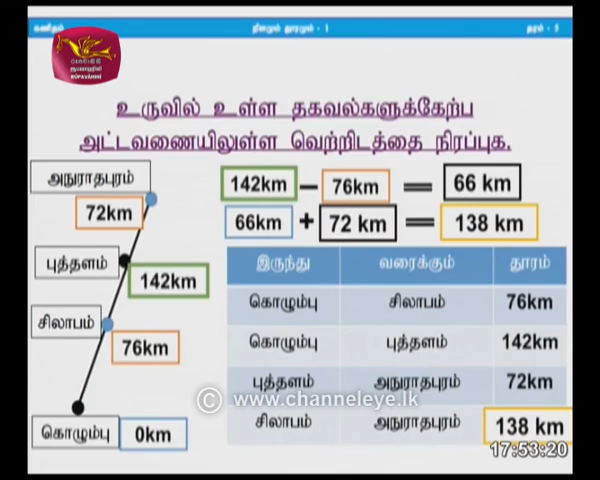 கணிதம் நிளமும் தூரமும் - 1 தரம் - 5
RUPAVAHINI
உருவில் உள்ள தகவல்களுக்கேற்ப
அட்டவணையிலுள்ள வெற்றிடத்தை நிரப்புக.
அநுராதபுரம்
72km
புத்தளம்
142km
சிலாபம்
76km
கொழும்பு 0km
142km – 76km = 66 km
66km + 72 km = 138 km
இருந்து வரைக்கும் தூரம்
கொழும்பு சிலாபம் 76km
கொழும்பு புத்தளம் 142km
புத்தளம் அநுராதபுரம் 72km
சிலாபம் அநுராதபுரம் 138 km
© www.channeleye.lk
17:53:20